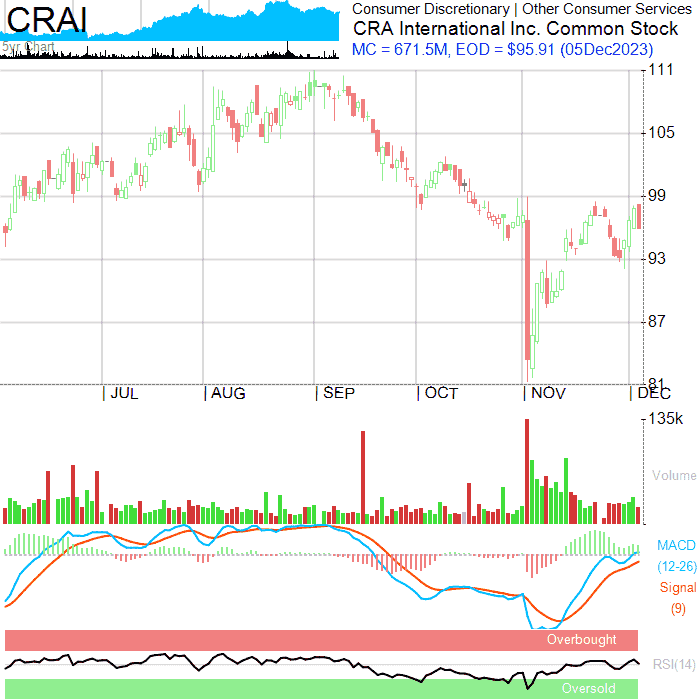 CRAI
5yr Chart
Consumer Discretionary | Other Consumer Services
CRA International Inc. Common Stock
MC = 671.5M, EOD = $95.91 (05Dec2023)
111
105
99
93
87
81
| JUL | AUG | SEP | OCT | NOV | DEC
135k
Volume
MACD
(12-26)
Signal
(9)
Overbought
RSI(14)
Oversold